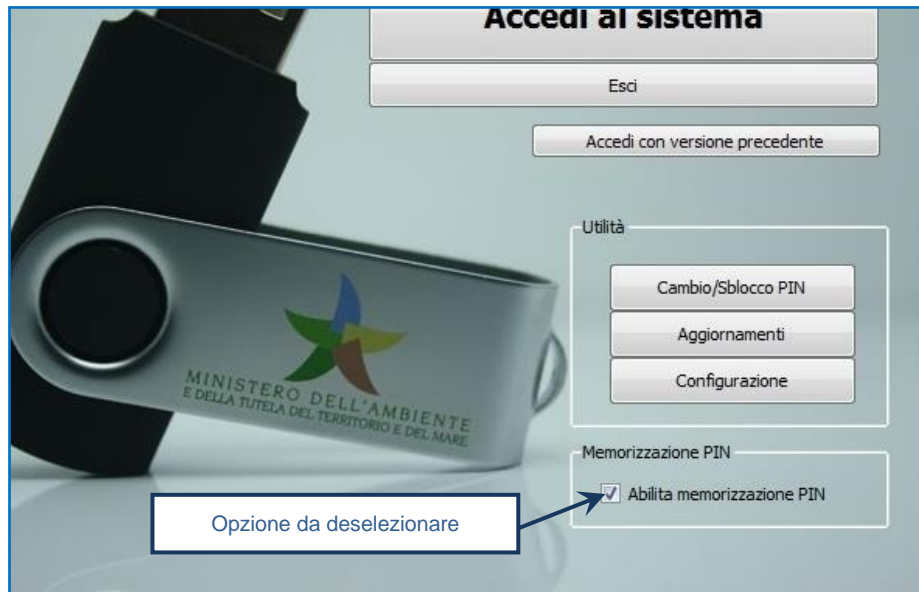 Accedi al sistema
Esci
Accedi con versione precedente
Utilità
Cambio/Sblocco PIN
Aggiornamenti
Configurazione
MINISTERO DELL'AMBIENTE
E DELLA TUTELA DEL TERRITORIO E DEL MARE
Memorizzazione PIN
Abilita memorizzazione PIN
Opzione da deselezionare